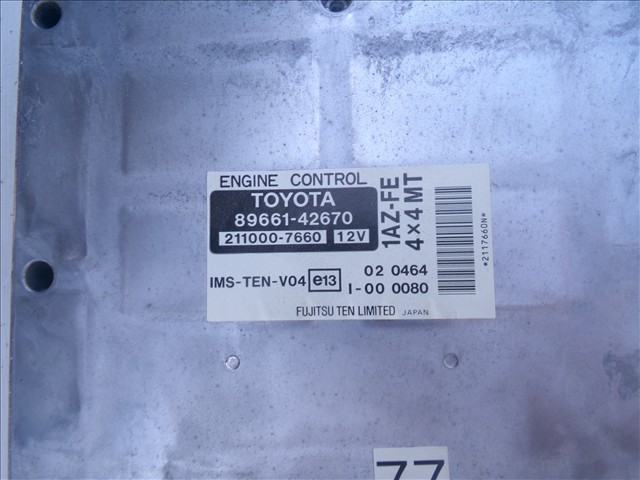 ENGINE CONTROL
TOYOTA
89661-42670
211000-7660 12V
1AZ-FE
4×4MT
*2117660N*
IMS-TEN-V04 e13 02 0464
I-00 0080
FUJITSU TEN LIMITED JAPAN
77